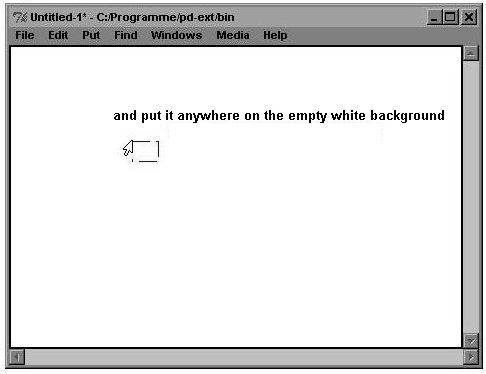 Untitled-1* - C:/Programme/pd-ext/bin
File Edit Put Find Windows Media Help
and put it anywhere on the empty white background